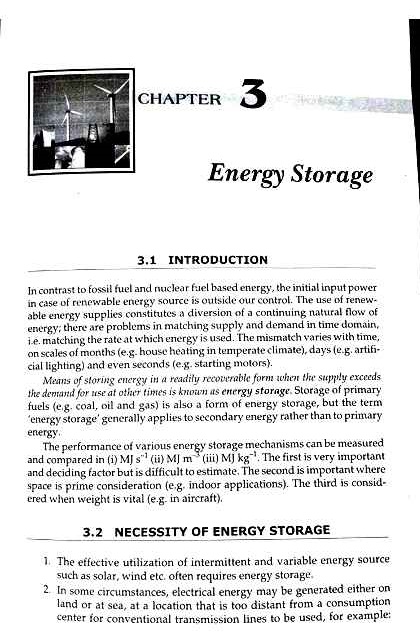 CHAPTER 3
Energy Storage
3.1 INTRODUCTION
In contrast to fossil fuel and nuclear fuel based energy, the initial input power
in case of renewable energy source is outside our control. The use of renew-
able energy supplies constitutes a diversion of a continuing natural flow of
energy; there are problems in matching supply and demand in time domain,
i.e. matching the rate at which energy is used. The mismatch varies with time,
on scales of months (e.g. house heating in temperate climate), days (e.g. artifi-
cial lighting) and even seconds (e.g. starting motors).
Means of storing energy in a readily recoverable form when the supply exceeds
the demand for use at other times is known as energy storage. Storage of primary
fuels (e.g. coal, oil and gas) is also a form of energy storage, but the term
'energy storage' generally applies to secondary energy rather than to primary
energy.
The performance of various energy storage mechanisms can be measured
and compared in (i) MJ s⁻¹ (ii) MJ m⁻³ (iii) MJ kg⁻¹. The first is very important
and deciding factor but is difficult to estimate. The second is important where
space is prime consideration (e.g. indoor applications). The third is consid-
ered when weight is vital (e.g. in aircraft).
3.2 NECESSITY OF ENERGY STORAGE
1. The effective utilization of intermittent and variable energy source
such as solar, wind etc. often requires energy storage.
2. In some circumstances, electrical energy may be generated either on
land or at sea, at a location that is too distant from a consumption
center for conventional transmission lines to be used, for example: